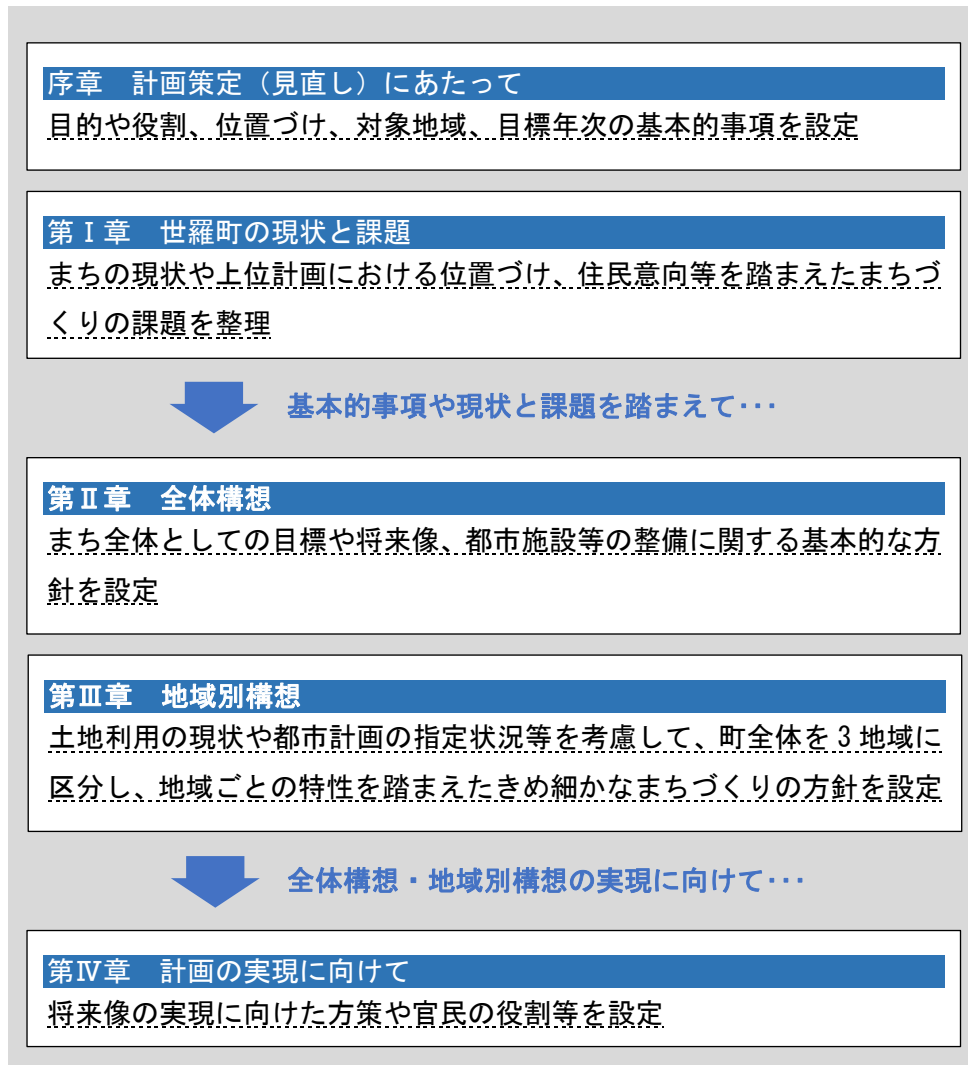 序章　計画策定（見直し）にあたって
目的や役割、位置づけ、対象地域、目標年次の基本的事項を設定
第Ⅰ章　世羅町の現状と課題
まちの現状や上位計画における位置づけ、住民意向等を踏まえたまちづ
くりの課題を整理
基本的事項や現状と課題を踏まえて･･･
第Ⅱ章　全体構想
まち全体としての目標や将来像、都市施設等の整備に関する基本的な方
針を設定
第Ⅲ章　地域別構想
土地利用の現状や都市計画の指定状況等を考慮して、町全体を3地域に
区分し、地域ごとの特性を踏まえたきめ細かなまちづくりの方針を設定
全体構想・地域別構想の実現に向けて･･･
第Ⅳ章　計画の実現に向けて
将来像の実現に向けた方策や官民の役割等を設定